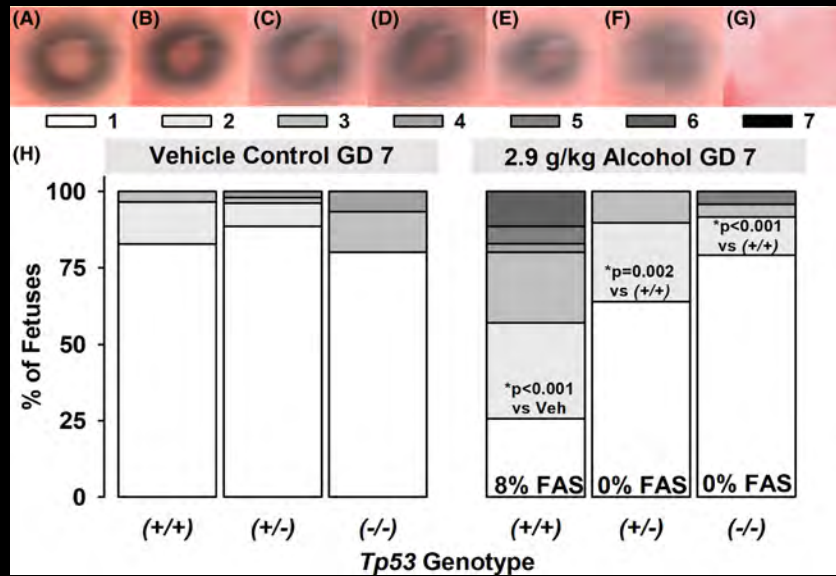 (A) (B) (C) (D) (E) (F) (G)
1 2 3 4 5 6 7
(H)
Vehicle Control GD 7
2.9 g/kg Alcohol GD 7
% of Fetuses
100
75
50
25
0
*p<0.001
vs Veh
*p=0.002
vs (+/+)
*p<0.001
vs (+/+)
8% FAS 0% FAS 0% FAS
(+/+) (+/-) (-/-) (+/+) (+/-) (-/-)
Tp53 Genotype